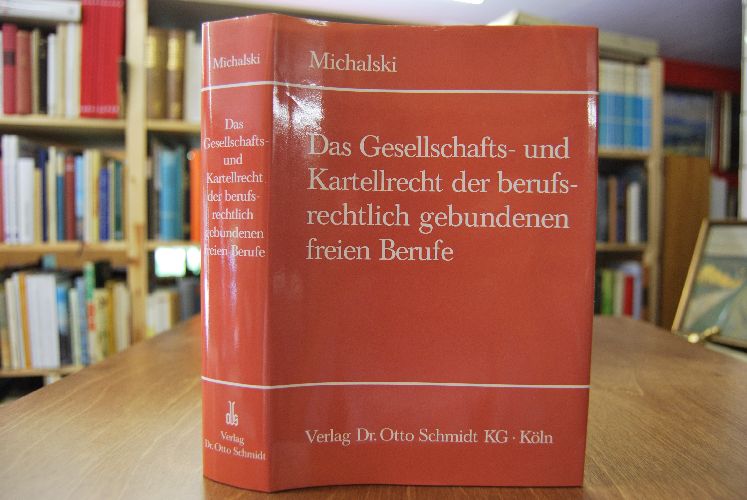 Michalski
Das
Gesellschafts-
und
Kartellrecht
der berufs-
rechtlich
gebundenen
freien Berufe
Verlag
Dr. Otto Schmidt
Michalski
Das Gesellschafts- und
Kartellrecht der berufs-
rechtlich gebundenen
freien Berufe
Verlag Dr. Otto Schmidt KG · Köln